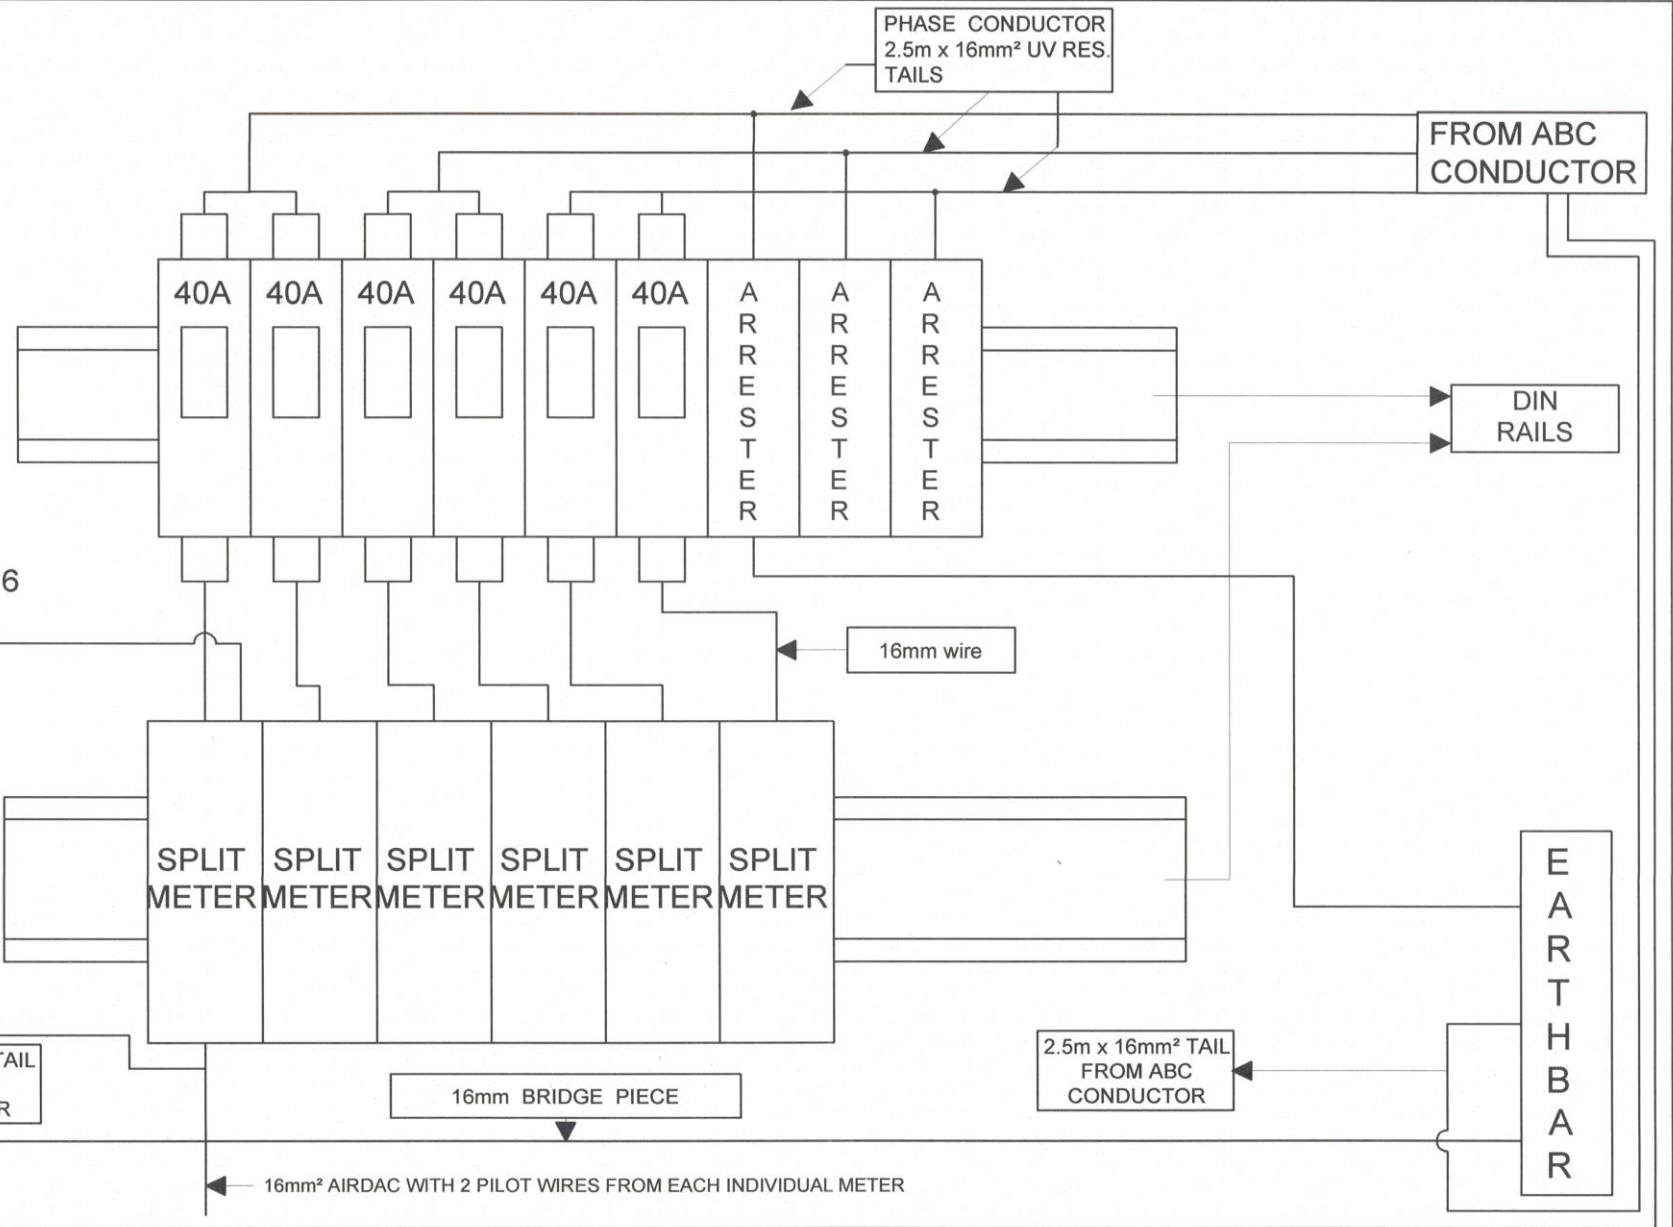 PHASE CONDUCTOR
2.5m x 16mm² UV RES.
TAILS
FROM ABC
CONDUCTOR
40A 40A 40A 40A 40A 40A
ARRESTER ARRESTER ARRESTER
DIN
RAILS
6
16mm wire
SPLIT SPLIT SPLIT SPLIT SPLIT SPLIT
METER METER METER METER METER METER
EARTHBAR
TAIL
R
2.5m x 16mm² TAIL
FROM ABC
CONDUCTOR
16mm BRIDGE PIECE
16mm² AIRDAC WITH 2 PILOT WIRES FROM EACH INDIVIDUAL METER